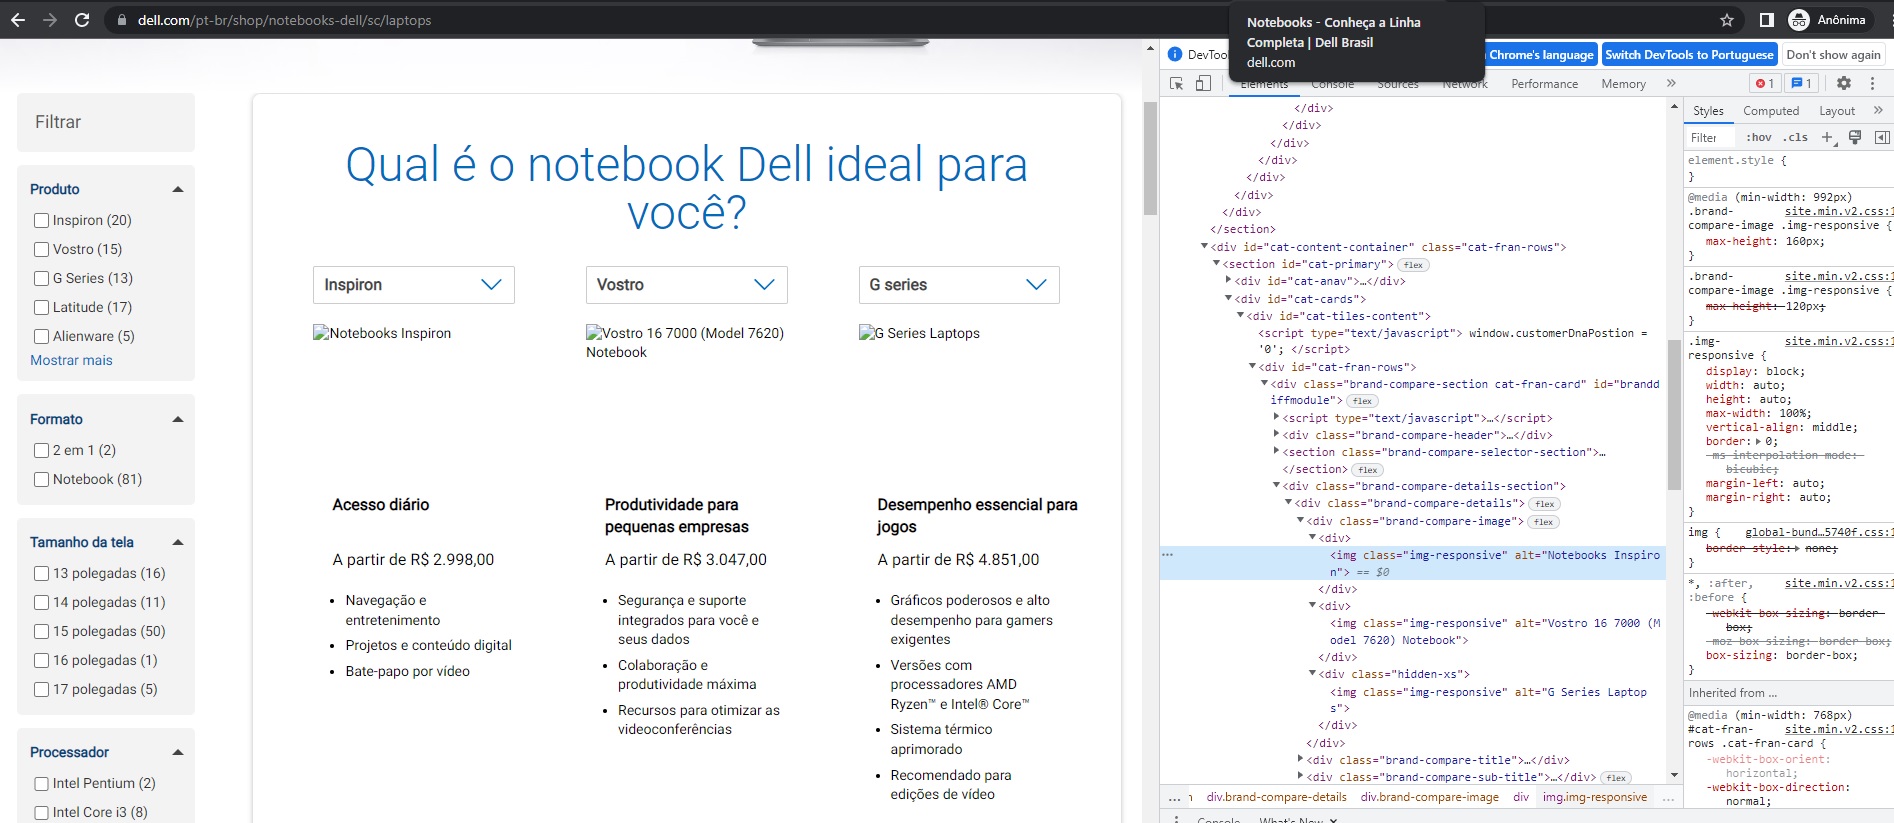 dell.com/pt-br/shop/notebooks-dell/sc/laptops
Anônima
Notebooks - Conheça a Linha
Completa | Dell Brasil
dell.com
Filtrar
Produto
Inspiron (20)
Vostro (15)
G Series (13)
Latitude (17)
Alienware (5)
Mostrar mais
Formato
2 em 1 (2)
Notebook (81)
Tamanho da tela
13 polegadas (16)
14 polegadas (11)
15 polegadas (50)
16 polegadas (1)
17 polegadas (5)
Processador
Intel Pentium (2)
Intel Core i3 (8)
Qual é o notebook Dell ideal para
você?
Inspiron
Vostro
G series
Notebooks Inspiron
Vostro 16 7000 (Model 7620)
Notebook
G Series Laptops
Acesso diário
A partir de R$ 2.998,00
• Navegação e
entretenimento
• Projetos e conteúdo digital
• Bate-papo por vídeo
Produtividade para
pequenas empresas
A partir de R$ 3.047,00
• Segurança e suporte
integrados para você e
seus dados
• Colaboração e
produtividade máxima
• Recursos para otimizar as
videoconferências
Desempenho essencial para
jogos
A partir de R$ 4.851,00
• Gráficos poderosos e alto
desempenho para gamers
exigentes
• Versões com
processadores AMD
Ryzen™ e Intel® Core™
• Sistema térmico
aprimorado
• Recomendado para
edições de vídeo
Chrome's language
Switch DevTools to Portuguese
Don't show again
Elements Console Sources Network Performance Memory »
1 1
</div>
</div>
</div>
</div>
</div>
</div>
</div>
</section>
<div id="cat-content-container" class="cat-fran-rows">
<section id="cat-primary"> flex
<div id="cat-anav">…</div>
<div id="cat-cards">
<div id="cat-tiles-content">
<script type="text/javascript"> window.customerDnaPostion =
'0'; </script>
<div id="cat-fran-rows">
<div class="brand-compare-section cat-fran-card" id="brandd
iffmodule"> flex
<script type="text/javascript">…</script>
<div class="brand-compare-header">…</div>
<section class="brand-compare-selector-section">…
</section> flex
<div class="brand-compare-details-section">
<div class="brand-compare-details"> flex
<div class="brand-compare-image"> flex
<div>
<img class="img-responsive" alt="Notebooks Inspiro
n"> == $0
</div>
<div>
<img class="img-responsive" alt="Vostro 16 7000 (M
odel 7620) Notebook">
</div>
<div class="hidden-xs">
<img class="img-responsive" alt="G Series Laptop
s">
</div>
</div>
<div class="brand-compare-title">…</div>
<div class="brand-compare-sub-title">…</div> flex
… div.brand-compare-details div.brand-compare-image div img.img-responsive …
Console What's New ×
Styles Computed Layout »
Filter :hov .cls +
element.style {
}
@media (min-width: 992px)
.brand- site.min.v2.css:1
compare-image .img-responsive {
max-height: 160px;
}
.brand- site.min.v2.css:1
compare-image .img-responsive {
max-height: 120px;
}
.img- site.min.v2.css:1
responsive {
display: block;
width: auto;
height: auto;
max-width: 100%;
vertical-align: middle;
border: 0;
-ms-interpolation-mode:
bicubic;
margin-left: auto;
margin-right: auto;
}
img { global-bund…5740f.css:1
border-style: none;
}
*, :after, site.min.v2.css:1
:before {
-webkit-box-sizing: border-
box;
-moz-box-sizing: border-box;
box-sizing: border-box;
}
Inherited from …
@media (min-width: 768px)
#cat-fran- site.min.v2.css:1
rows .cat-fran-card {
-webkit-box-orient:
horizontal;
-webkit-box-direction:
normal;